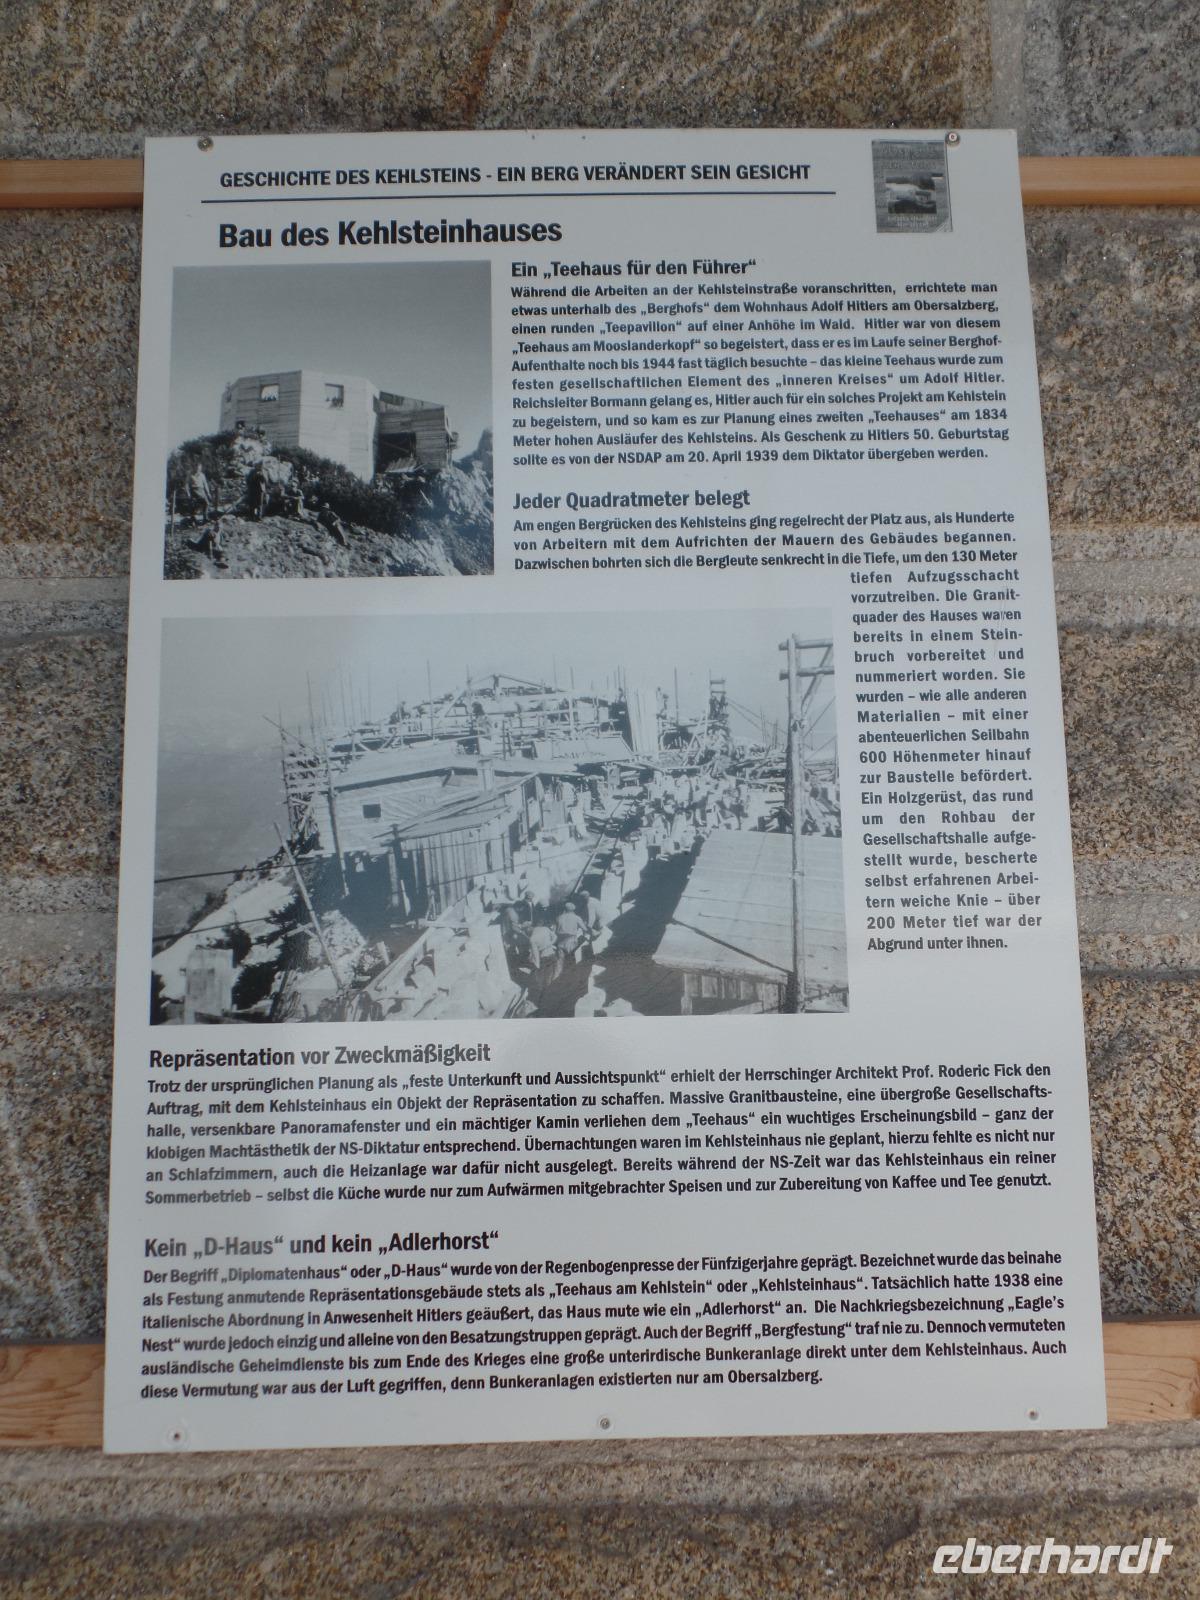 GESCHICHTE DES KEHLSTEINS - EIN BERG VERÄNDERT SEIN GESICHT
Bau des Kehlsteinhauses
Ein „Teehaus für den Führer“
Während die Arbeiten an der Kehlsteinstraße voranschritten, errichtete man
etwas unterhalb des „Berghofs“ dem Wohnhaus Adolf Hitlers am Obersalzberg,
einen runden „Teepavillon“ auf einer Anhöhe im Wald. Hitler war von diesem
„Teehaus am Mooslanderkopf“ so begeistert, dass er es im Laufe seiner Berghof-
Aufenthalte noch bis 1944 fast täglich besuchte – das kleine Teehaus wurde zum
festen gesellschaftlichen Element des „inneren Kreises“ um Adolf Hitler.
Reichsleiter Bormann gelang es, Hitler auch für ein solches Projekt am Kehlstein
zu begeistern, und so kam es zur Planung eines zweiten „Teehauses“ am 1834
Meter hohen Ausläufer des Kehlsteins. Als Geschenk zu Hitlers 50. Geburtstag
sollte es von der NSDAP am 20. April 1939 dem Diktator übergeben werden.
Jeder Quadratmeter belegt
Am engen Bergrücken des Kehlsteins ging regelrecht der Platz aus, als Hunderte
von Arbeitern mit dem Aufrichten der Mauern des Gebäudes begannen.
Dazwischen bohrten sich die Bergleute senkrecht in die Tiefe, um den 130 Meter
tiefen Aufzugsschacht
vorzutreiben. Die Granit-
quader des Hauses waren
bereits in einem Stein-
bruch vorbereitet und
nummeriert worden. Sie
wurden – wie alle anderen
Materialien – mit einer
abenteuerlichen Seilbahn
600 Höhenmeter hinauf
zur Baustelle befördert.
Ein Holzgerüst, das rund
um den Rohbau der
Gesellschaftshalle aufge-
stellt wurde, bescherte
selbst erfahrenen Arbei-
tern weiche Knie – über
200 Meter tief war der
Abgrund unter ihnen.
Repräsentation vor Zweckmäßigkeit
Trotz der ursprünglichen Planung als „feste Unterkunft und Aussichtspunkt“ erhielt der Herrschinger Architekt Prof. Roderic Fick den
Auftrag, mit dem Kehlsteinhaus ein Objekt der Repräsentation zu schaffen. Massive Granitbausteine, eine übergroße Gesellschafts-
halle, versenkbare Panoramafenster und ein mächtiger Kamin verliehen dem „Teehaus“ ein wuchtiges Erscheinungsbild – ganz der
klobigen Machtästhetik der NS-Diktatur entsprechend. Übernachtungen waren im Kehlsteinhaus nie geplant, hierzu fehlte es nicht nur
an Schlafzimmern, auch die Heizanlage war dafür nicht ausgelegt. Bereits während der NS-Zeit war das Kehlsteinhaus ein reiner
Sommerbetrieb – selbst die Küche wurde nur zum Aufwärmen mitgebrachter Speisen und zur Zubereitung von Kaffee und Tee genutzt.
Kein „D-Haus“ und kein „Adlerhorst“
Der Begriff „Diplomatenhaus“ oder „D-Haus“ wurde von der Regenbogenpresse der Fünfzigerjahre geprägt. Bezeichnet wurde das beinahe
als Festung anmutende Repräsentationsgebäude stets als „Teehaus am Kehlstein“ oder „Kehlsteinhaus“. Tatsächlich hatte 1938 eine
italienische Abordnung in Anwesenheit Hitlers geäußert, das Haus mute wie ein „Adlerhorst“ an. Die Nachkriegsbezeichnung „Eagle’s
Nest“ wurde jedoch einzig und alleine von den Besatzungstruppen geprägt. Auch der Begriff „Bergfestung“ traf nie zu. Dennoch vermuteten
ausländische Geheimdienste bis zum Ende des Krieges eine große unterirdische Bunkeranlage direkt unter dem Kehlsteinhaus. Auch
diese Vermutung war aus der Luft gegriffen, denn Bunkeranlagen existierten nur am Obersalzberg.
eberhardt